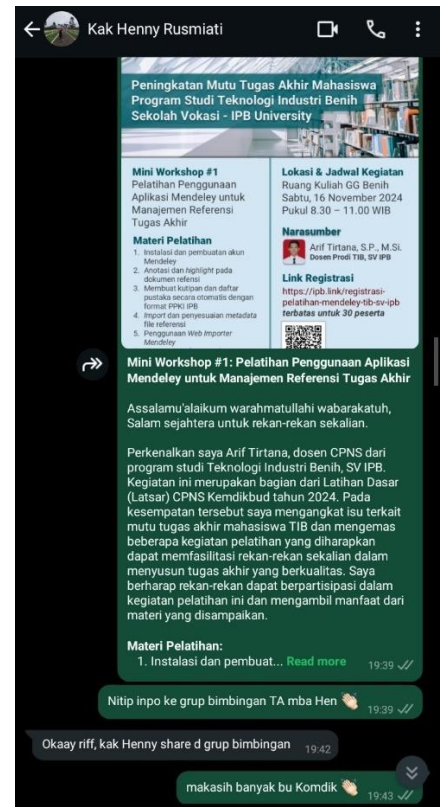 Kak Henny Rusmiati
Peningkatan Mutu Tugas Akhir Mahasiswa
Program Studi Teknologi Industri Benih
Sekolah Vokasi - IPB University
Mini Workshop #1
Pelatihan Penggunaan
Aplikasi Mendeley untuk
Manajemen Referensi
Tugas Akhir
Materi Pelatihan
1. Instalasi dan pembuatan akun
Mendeley
2. Anotasi dan highlight pada
dokumen refensi
3. Membuat kutipan dan daftar
pustaka secara otomatis dengan
format PPKI IPB
4. Import dan penyesuaian metadata
file referensi
5. Penggunaan Web Importer
Mendeley
Lokasi & Jadwal Kegiatan
Ruang Kuliah GG Benih
Sabtu, 16 November 2024
Pukul 8.30 – 11.00 WIB
Narasumber
Arif Tirtana, S.P., M.Si.
Dosen Prodi TIB, SV IPB
Link Registrasi
https://ipb.link/registrasi-
pelatihan-mendeley-tib-sv-ipb
terbatas untuk 30 peserta
Mini Workshop #1: Pelatihan Penggunaan Aplikasi
Mendeley untuk Manajemen Referensi Tugas Akhir
Assalamu'alaikum warahmatullahi wabarakatuh,
Salam sejahtera untuk rekan-rekan sekalian.
Perkenalkan saya Arif Tirtana, dosen CPNS dari
program studi Teknologi Industri Benih, SV IPB.
Kegiatan ini merupakan bagian dari Latihan Dasar
(Latsar) CPNS Kemdikbud tahun 2024. Pada
kesempatan tersebut saya mengangkat isu terkait
mutu tugas akhir mahasiswa TIB dan mengemas
beberapa kegiatan pelatihan yang diharapkan
dapat memfasilitasi rekan-rekan sekalian dalam
menyusun tugas akhir yang berkualitas. Saya
berharap rekan-rekan dapat berpartisipasi dalam
kegiatan pelatihan ini dan mengambil manfaat dari
materi yang disampaikan.
Materi Pelatihan:
1. Instalasi dan pembuat... Read more 19:39
Nitip inpo ke grup bimbingan TA mba Hen 👏🏻 19:39
Okaay riff, kak Henny share d grup bimbingan 19:42
makasih banyak bu Komdik 👏🏻 19:43